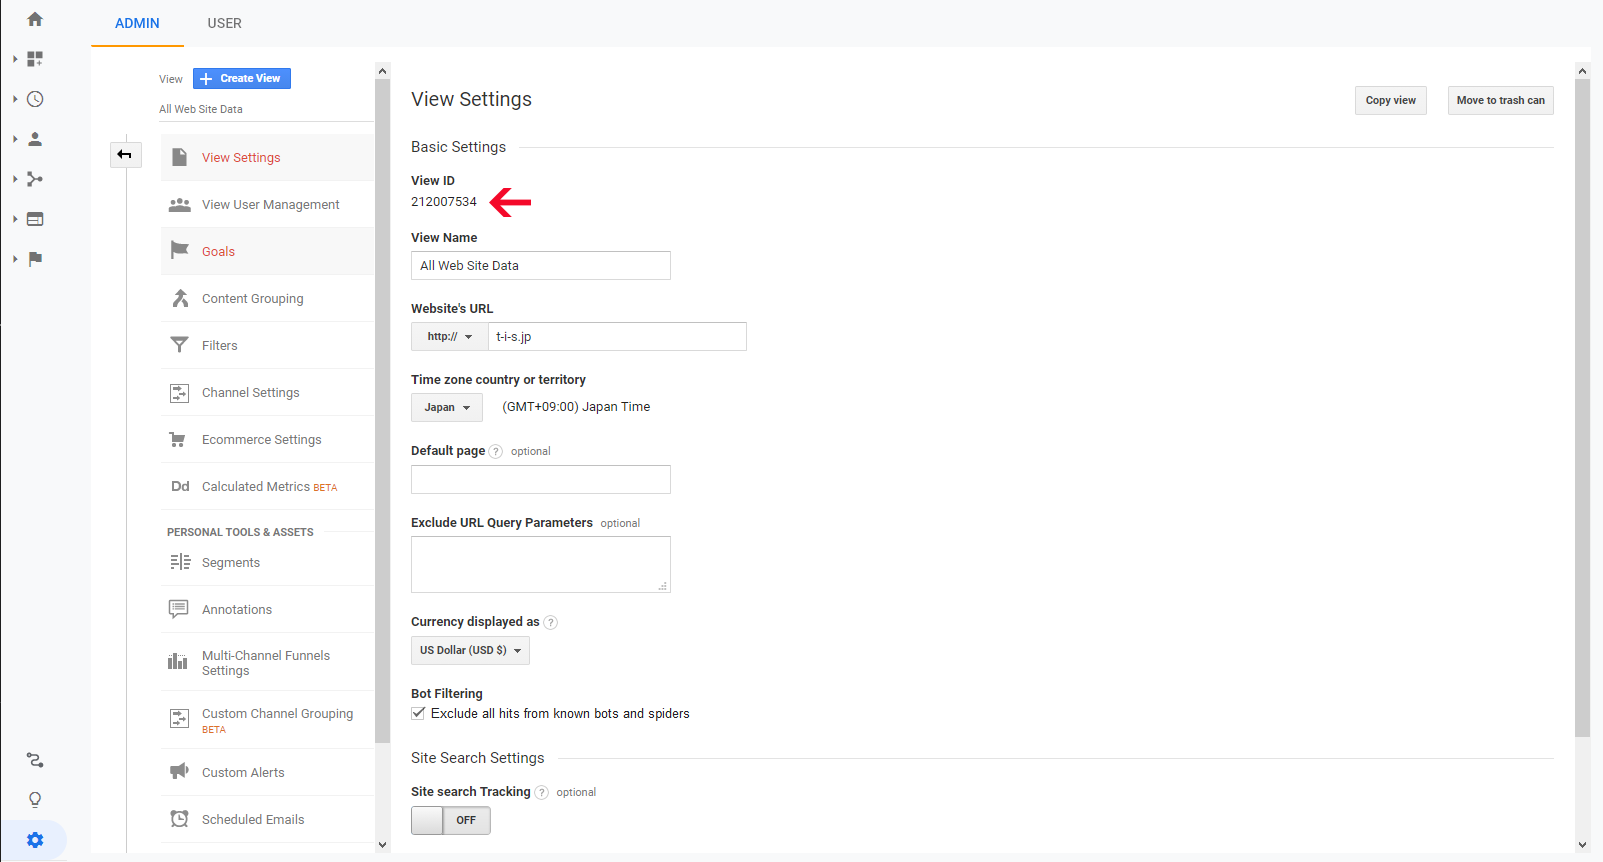 ADMIN
USER
View
Create View
All Web Site Data
View Settings
View User Management
Goals
Content Grouping
Filters
Channel Settings
Ecommerce Settings
Dd Calculated Metrics BETA
PERSONAL TOOLS & ASSETS
Segments
Annotations
Multi-Channel Funnels
Settings
Custom Channel Grouping
BETA
Custom Alerts
Scheduled Emails
View Settings
Copy view
Move to trash can
Basic Settings
View ID
212007534
View Name
All Web Site Data
Website's URL
http:// t-i-s.jp
Time zone country or territory
Japan (GMT+09:00) Japan Time
Default page ? optional
Exclude URL Query Parameters optional
Currency displayed as ?
US Dollar (USD $)
Bot Filtering
Exclude all hits from known bots and spiders
Site Search Settings
Site search Tracking ? optional
OFF